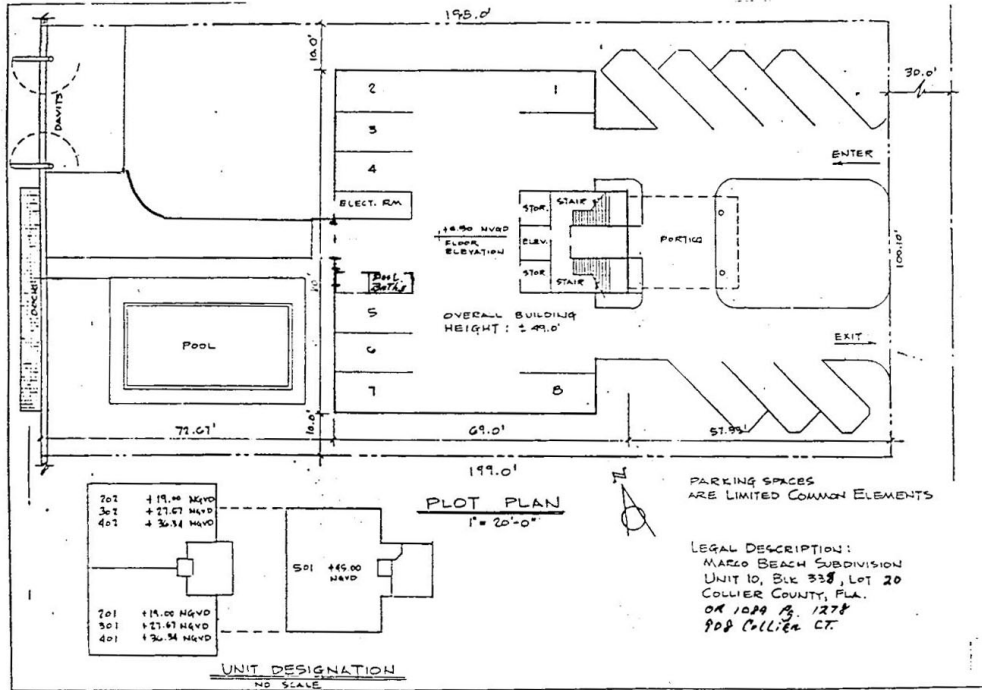 195.0'
10.0'
30.0'
DAVITS
2
1
3
4
ENTER
ELECT. RM.
STOR.
STAIR
+6.50 NVGD
FLOOR
ELEVATION
ELEV.
PORTICO
100.10'
STOR
STAIR
POOL
BATHS
DOCK
5
OVERALL BUILDING
HEIGHT : ± 49.0'
POOL
6
EXIT
7
8
10.0'
72.67'
69.0'
57.99'
199.0'
PLOT PLAN
1" = 20'-0"
N
PARKING SPACES
ARE LIMITED COMMON ELEMENTS
202 +19.00 NGVD
302 +27.67 NGVD
402 +36.34 NGVD
501 +45.00
NGVD
201 +19.00 NGVD
301 +27.67 NGVD
401 +36.34 NGVD
UNIT DESIGNATION
NO SCALE
LEGAL DESCRIPTION:
MARCO BEACH SUBDIVISION
UNIT 10, BLK 338, LOT 20
COLLIER COUNTY, FLA.
OR 1089 PG. 1278
908 COLLIER CT.